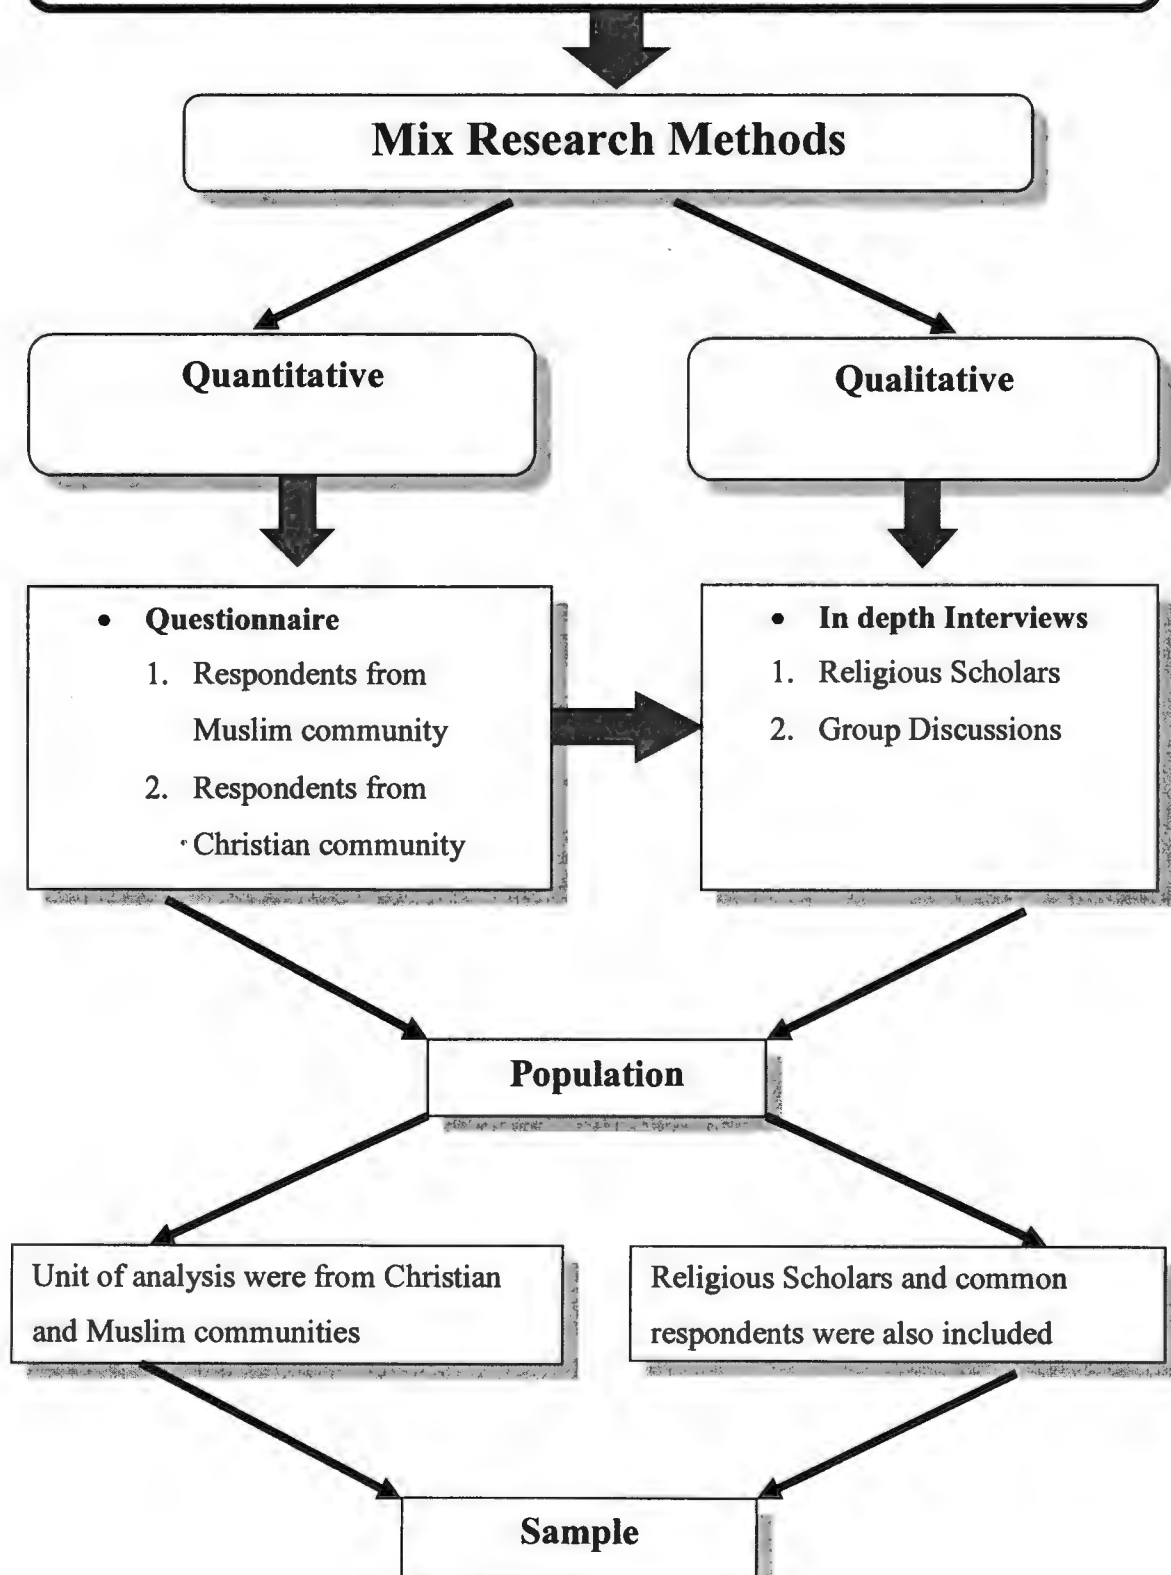 Mix Research Methods
Quantitative
Qualitative
• Questionnaire
1. Respondents from
Muslim community
2. Respondents from
Christian community
• In depth Interviews
1. Religious Scholars
2. Group Discussions
Population
Unit of analysis were from Christian
and Muslim communities
Religious Scholars and common
respondents were also included
Sample